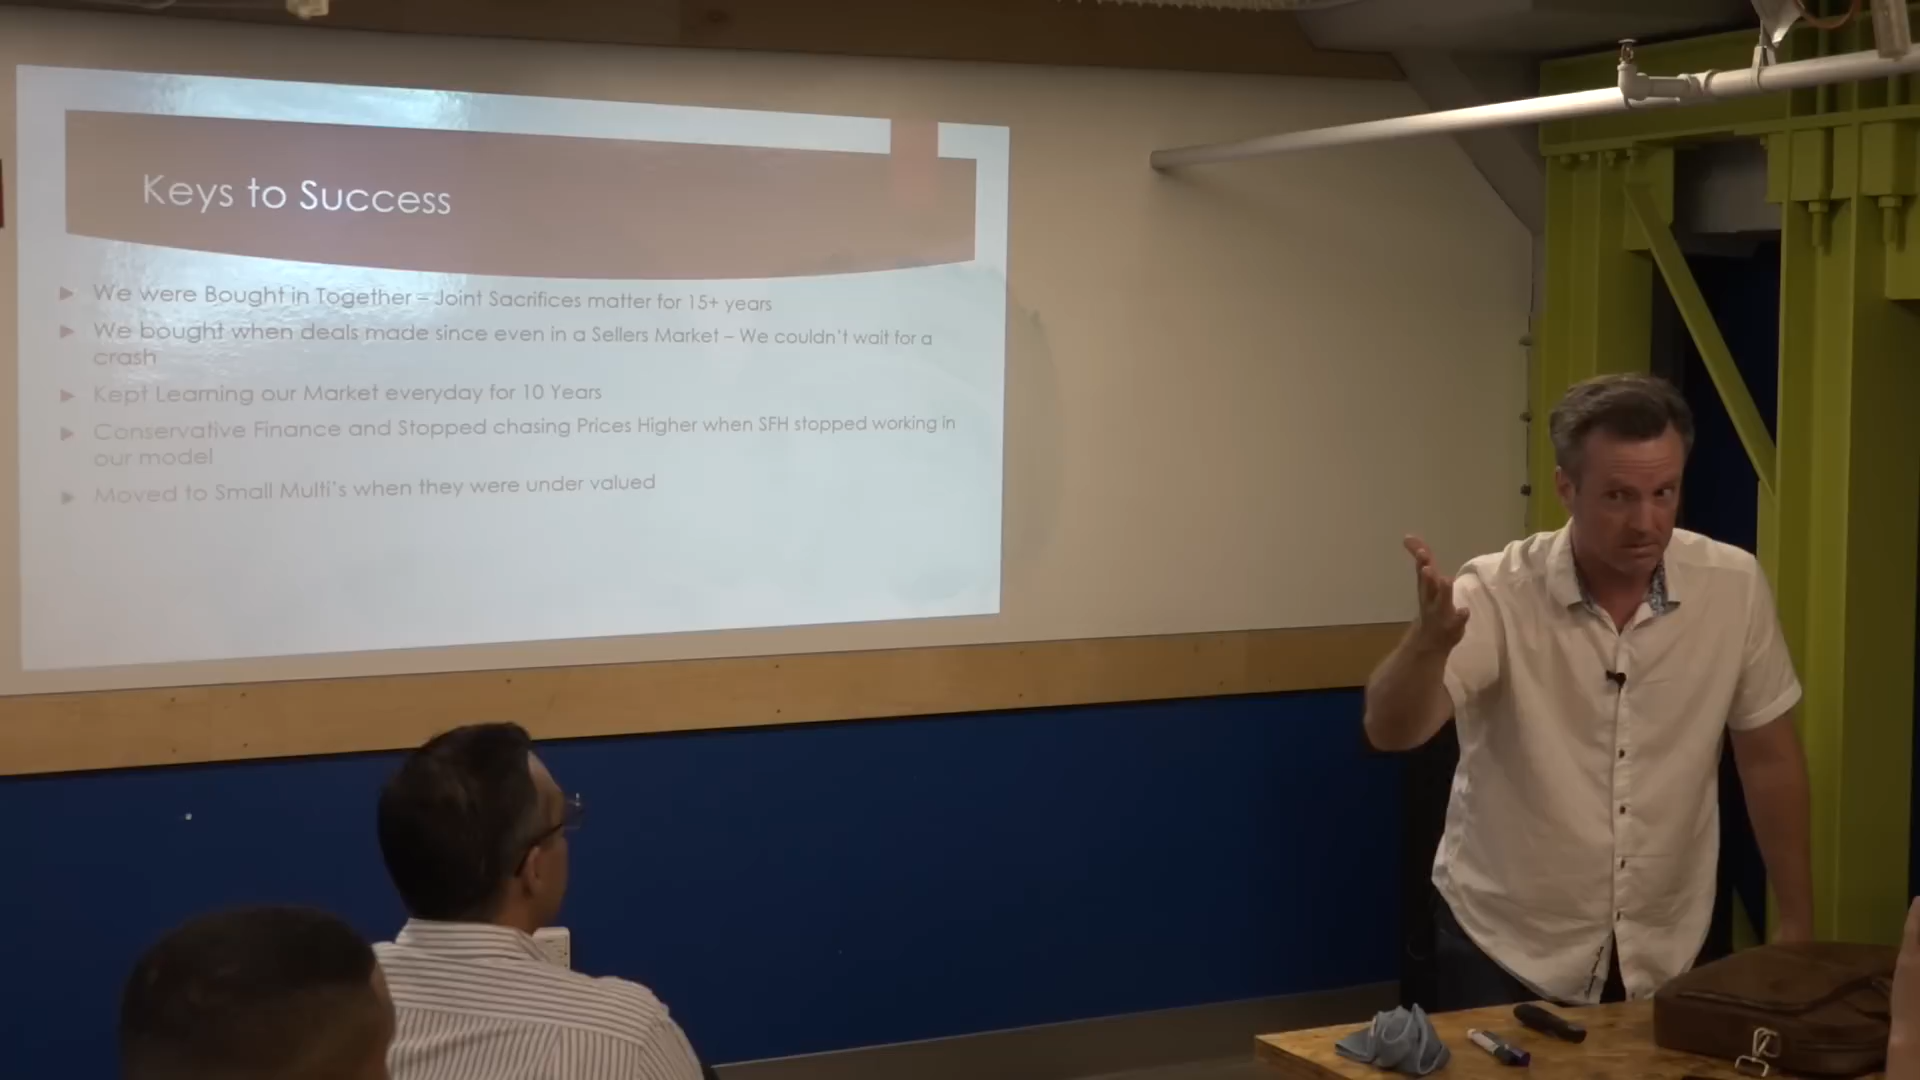 Keys to Success
We were Bought in Together – Joint Sacrifices matter for 15+ years
We bought when deals made since even in a Sellers Market – We couldn't wait for a
crash
Kept Learning our Market everyday for 10 Years
Conservative Finance and Stopped chasing Prices Higher when SFH stopped working in
our model
Moved to Small Multi's when they were under valued